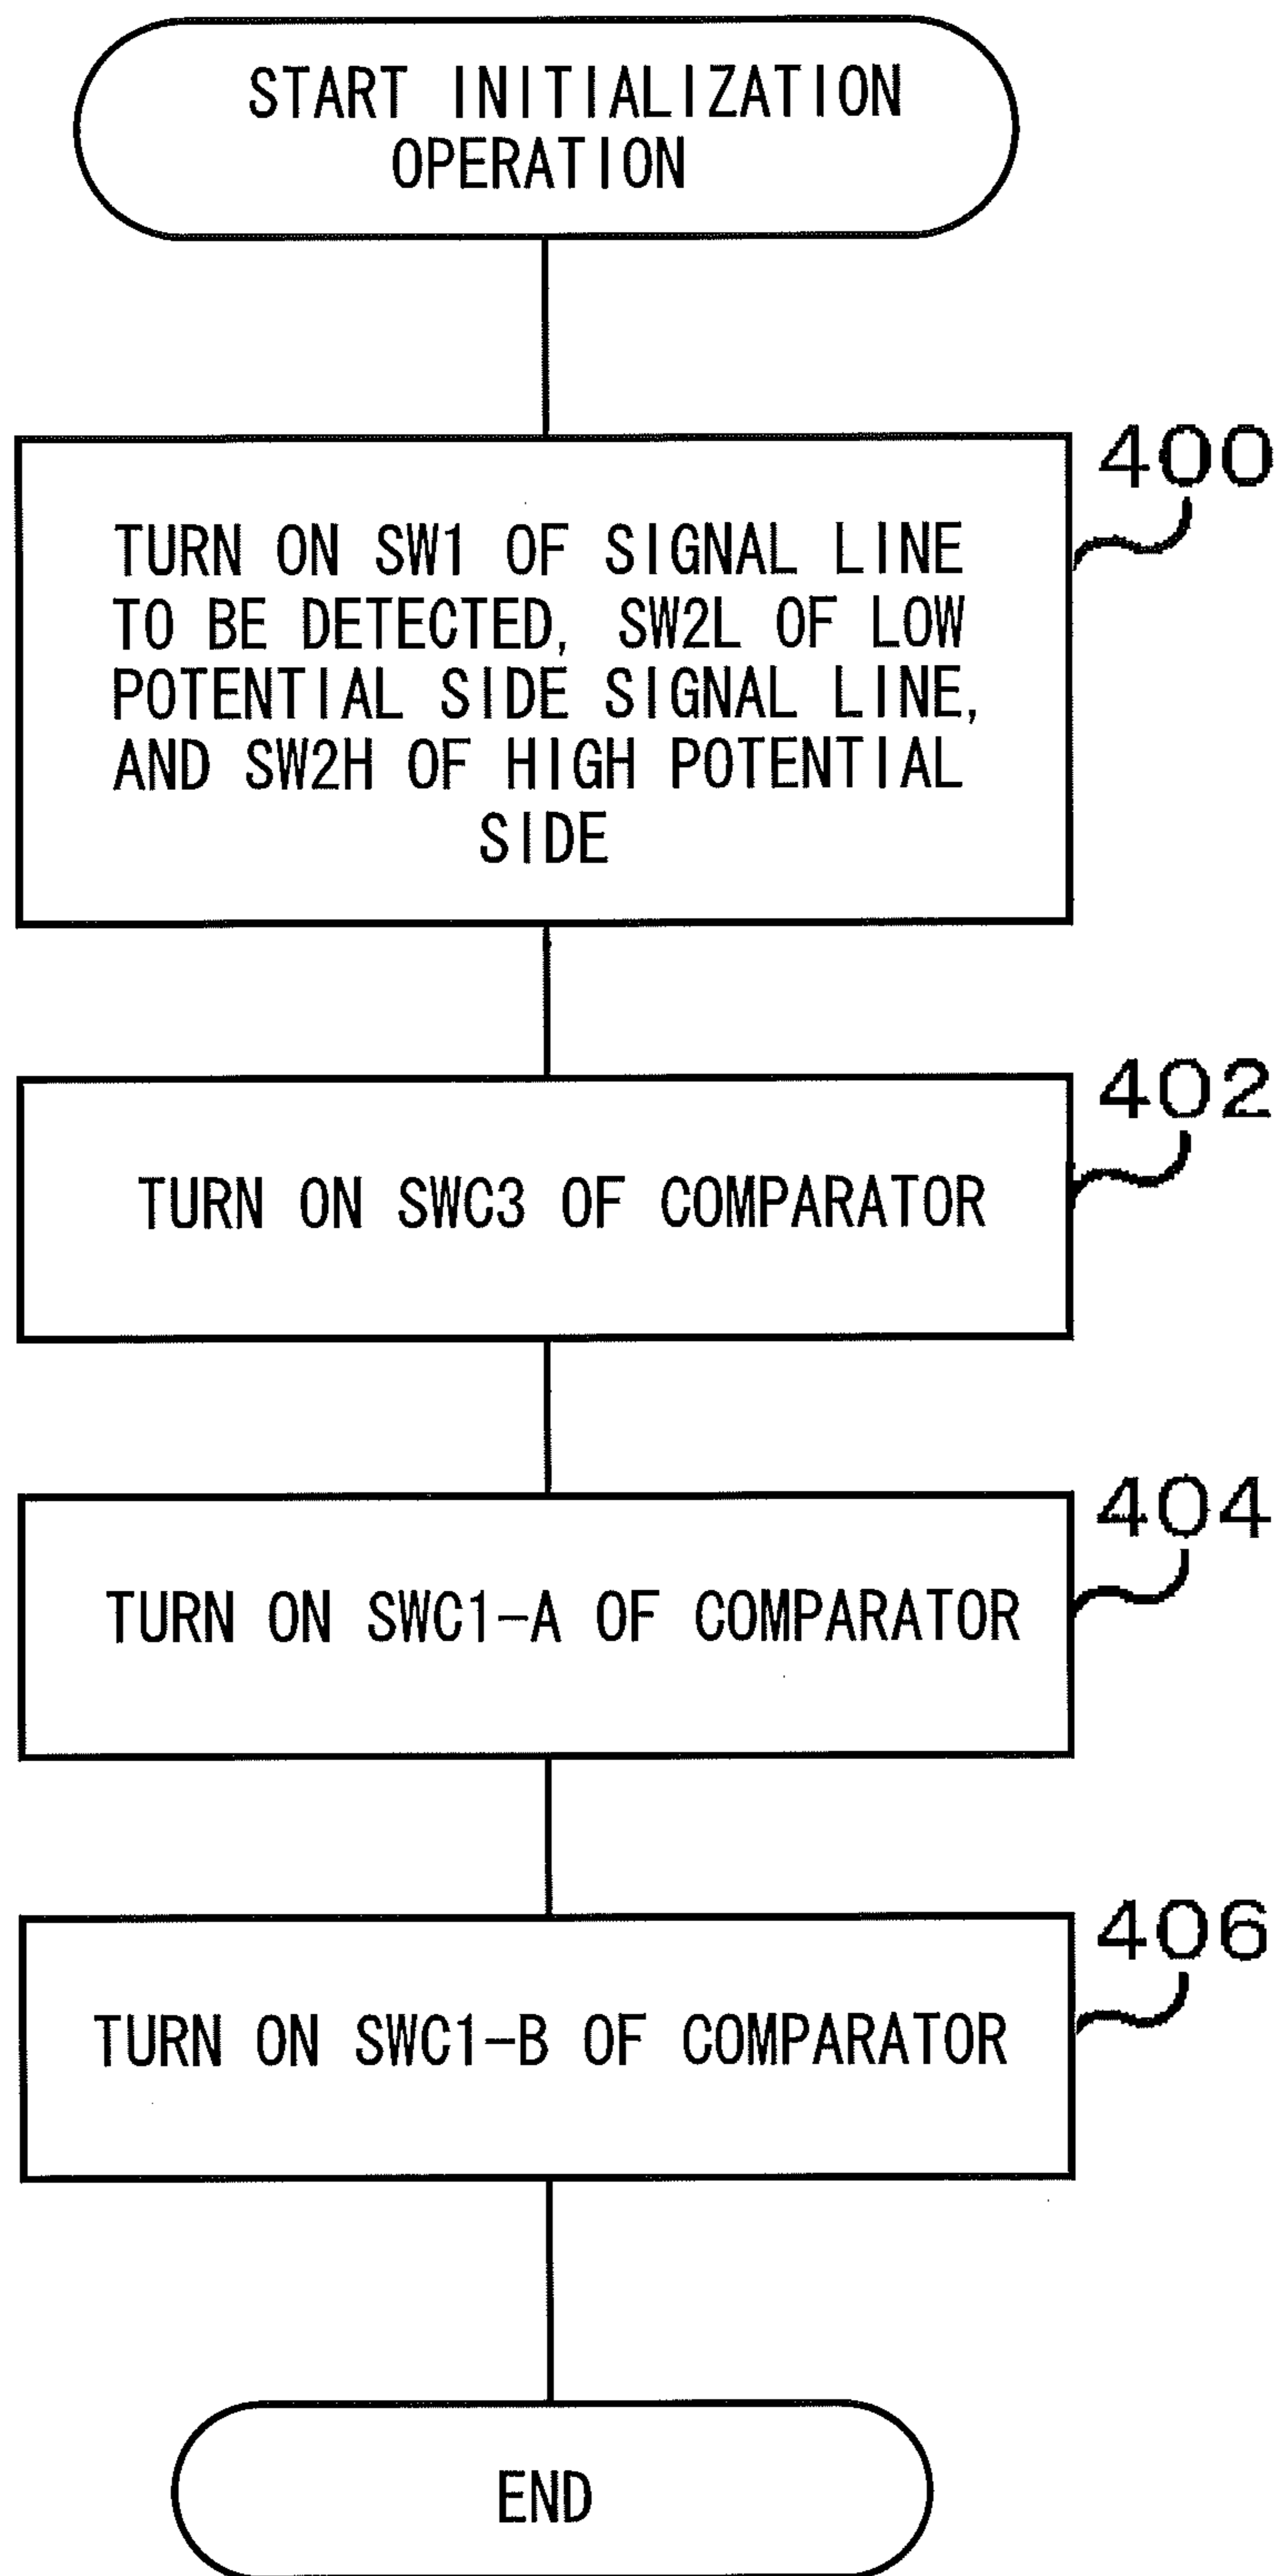 START INITIALIZATION
OPERATION
400
TURN ON SW1 OF SIGNAL LINE
TO BE DETECTED, SW2L OF LOW
POTENTIAL SIDE SIGNAL LINE,
AND SW2H OF HIGH POTENTIAL
SIDE
402
TURN ON SWC3 OF COMPARATOR
404
TURN ON SWC1-A OF COMPARATOR
406
TURN ON SWC1-B OF COMPARATOR
END